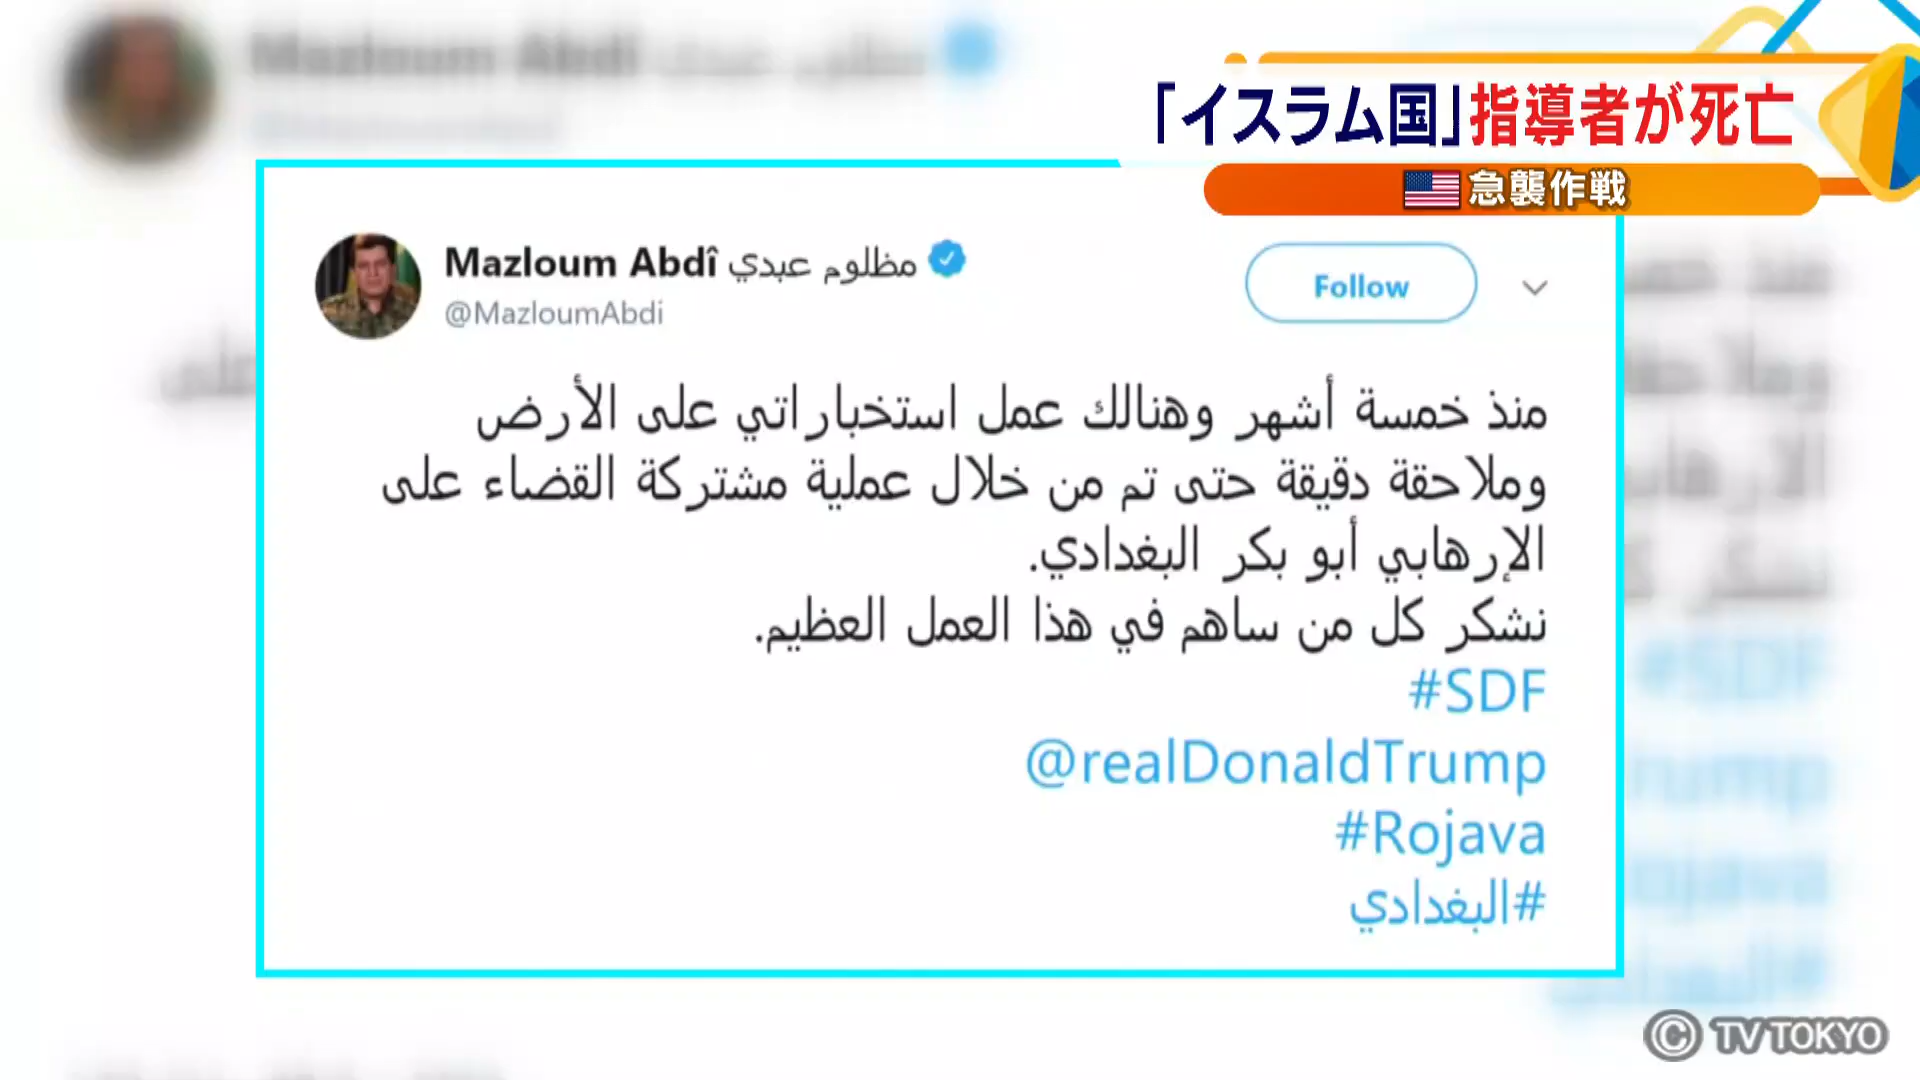 「イスラム国」指導者が死亡
急襲作戦
Mazloum Abdî مظلوم عبدي
@MazloumAbdi
Follow
منذ خمسة أشهر وهنالك عمل استخباراتي على الأرض
وملاحقة دقيقة حتى تم من خلال عملية مشتركة القضاء على
الإرهابي أبو بكر البغدادي.
نشكر كل من ساهم في هذا العمل العظيم.
#SDF
@realDonaldTrump
#Rojava
#البغدادي
© TV TOKYO